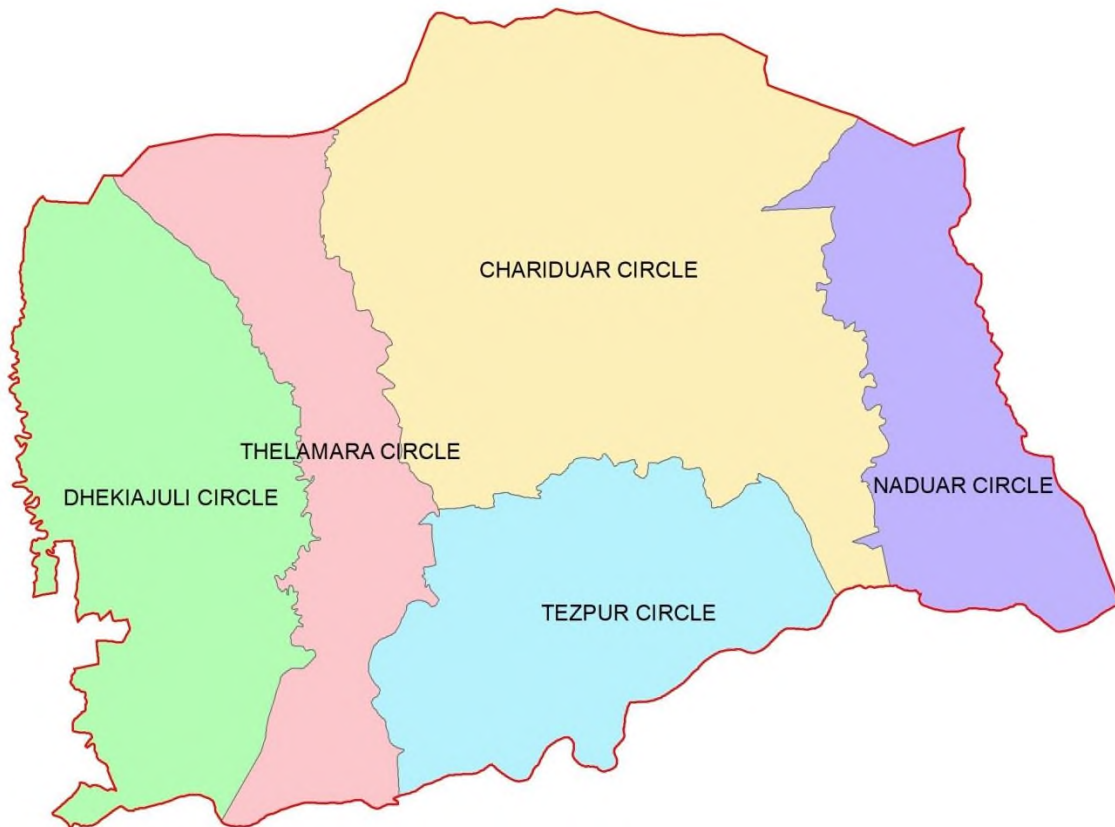 CHARIDUAR CIRCLE
THELAMARA CIRCLE
DHEKIAJULI CIRCLE
NADUAR CIRCLE
TEZPUR CIRCLE